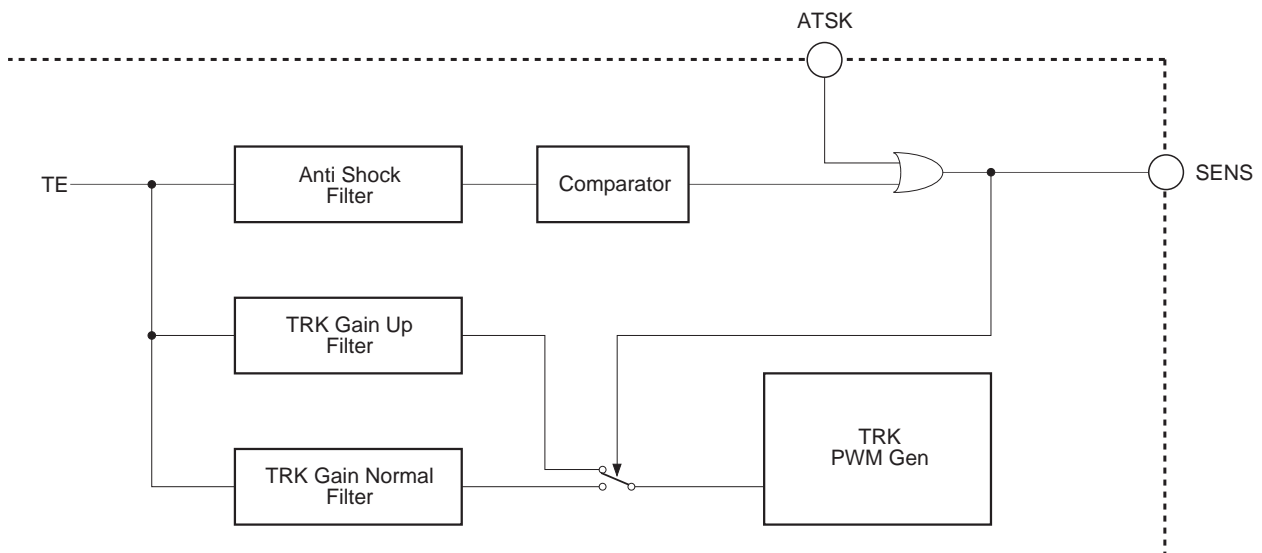 ATSK
TE
Anti Shock
Filter
Comparator
SENS
TRK Gain Up
Filter
TRK Gain Normal
Filter
TRK
PWM Gen